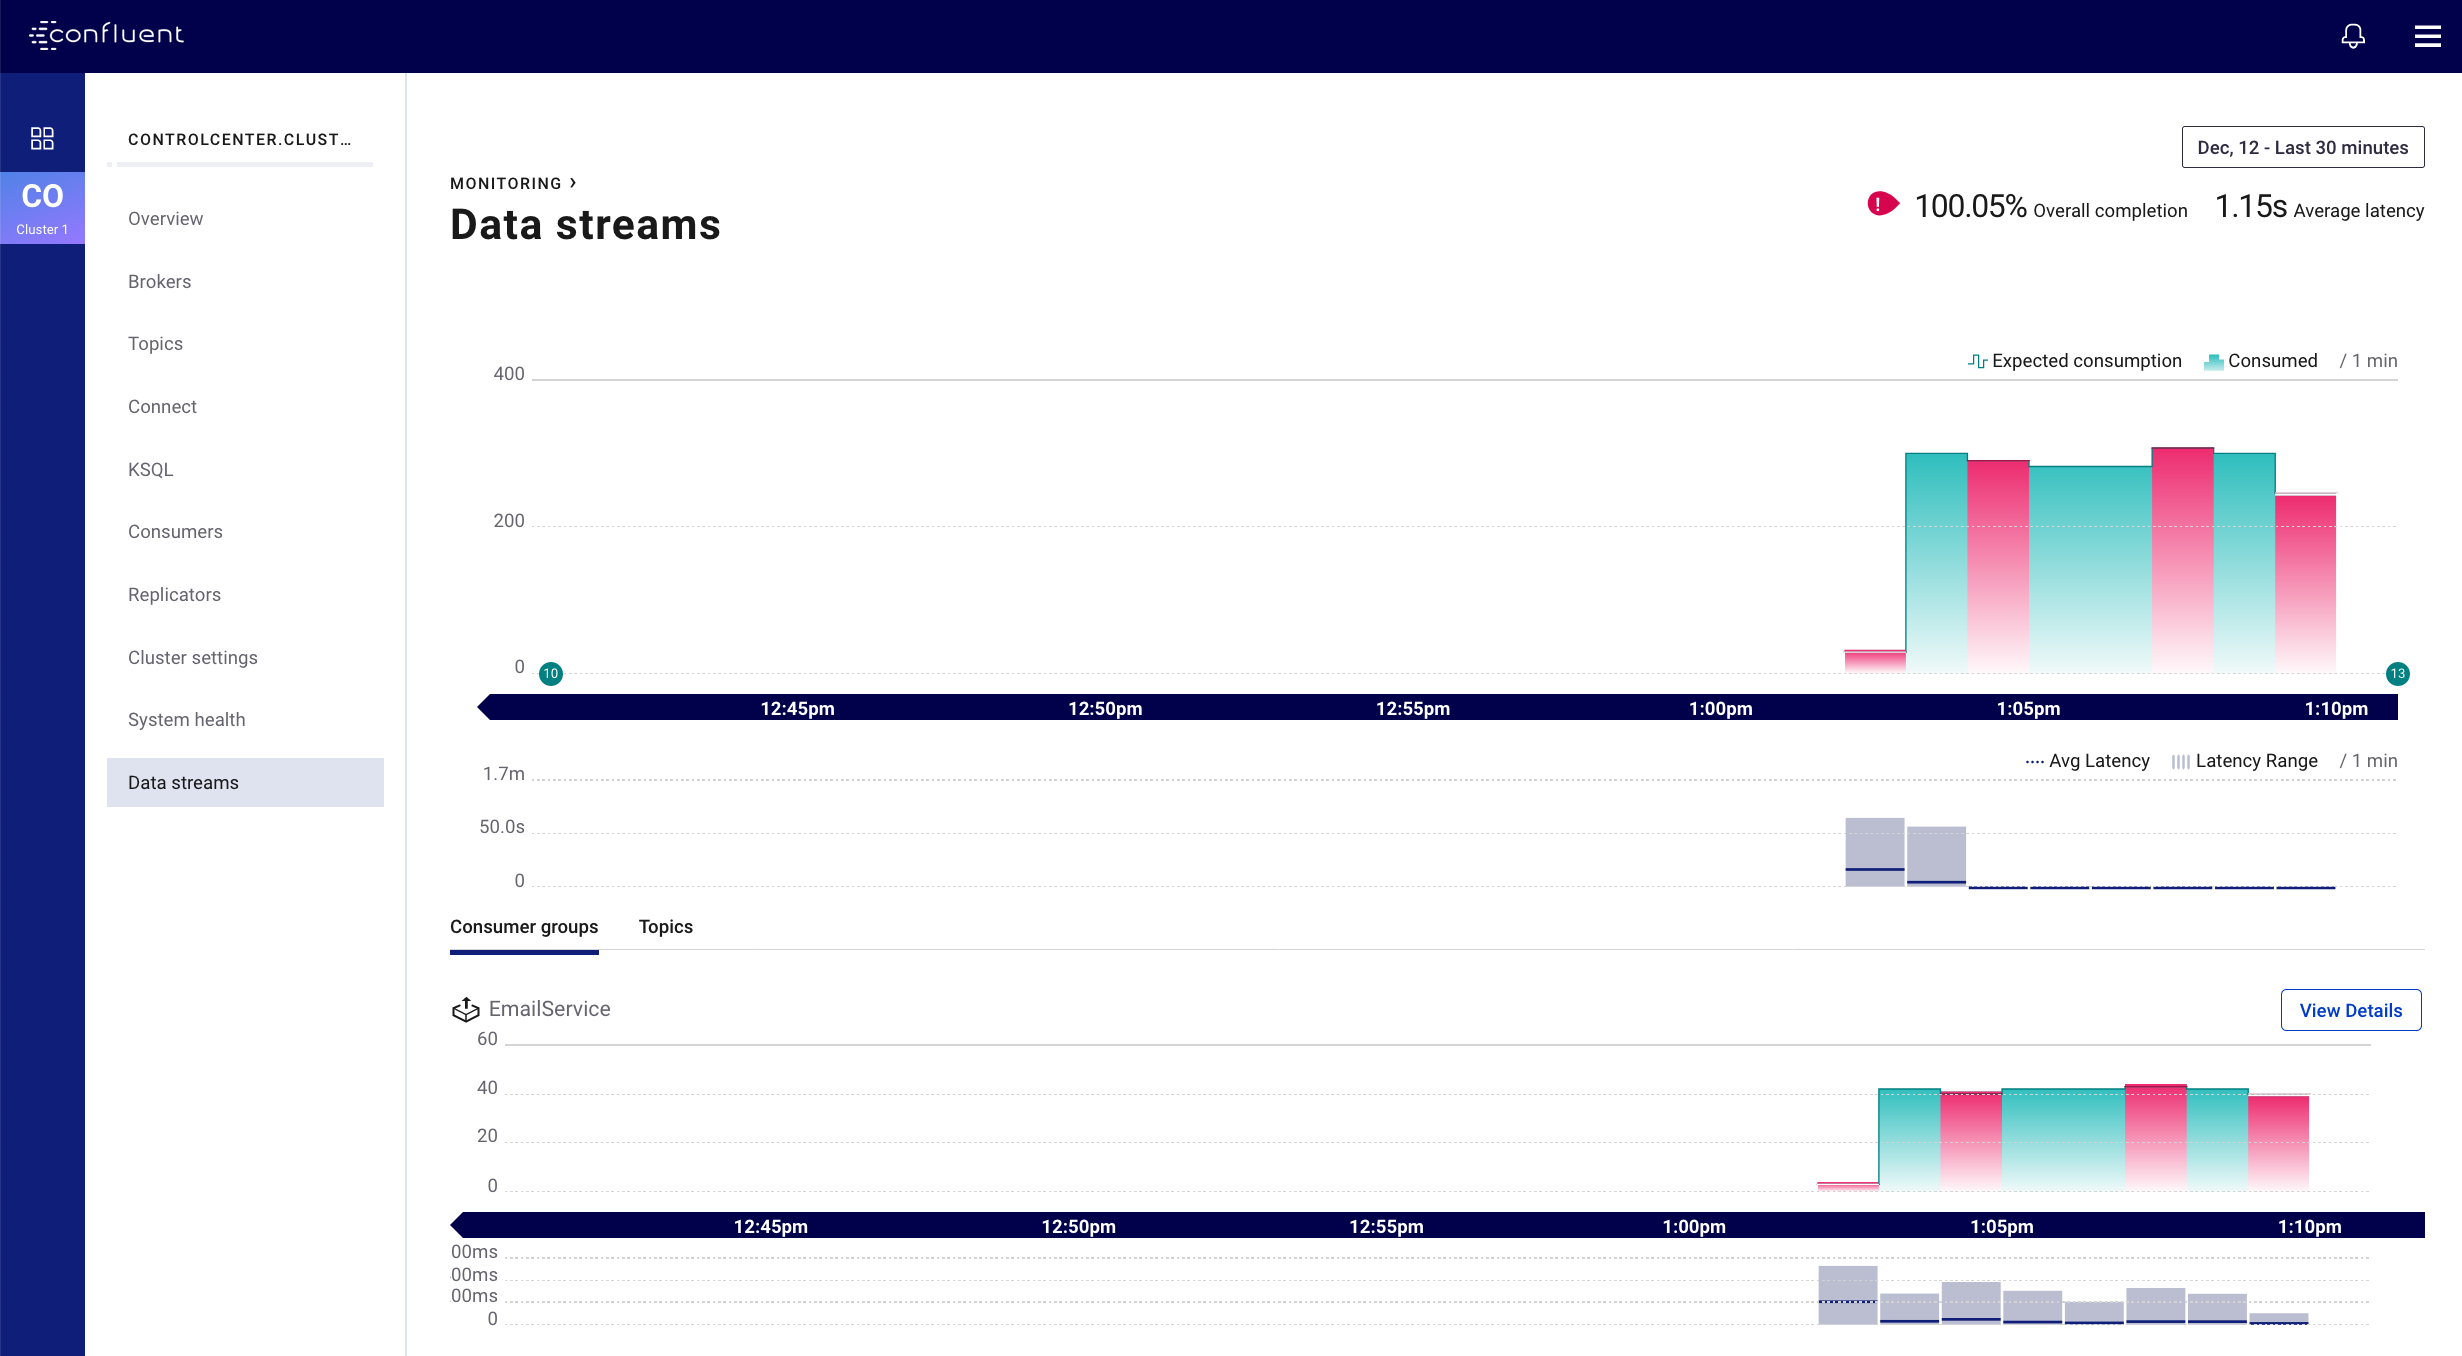 confluent
CO
Cluster 1
CONTROLCENTER.CLUST...
Overview
Brokers
Topics
Connect
KSQL
Consumers
Replicators
Cluster settings
System health
Data streams
Dec, 12 - Last 30 minutes
MONITORING ›
Data streams
! 100.05% Overall completion 1.15s Average latency
Expected consumption Consumed / 1 min
400
200
0
10 13
12:45pm 12:50pm 12:55pm 1:00pm 1:05pm 1:10pm
Avg Latency Latency Range / 1 min
1.7m
50.0s
0
Consumer groups Topics
EmailService View Details
60
40
20
0
12:45pm 12:50pm 12:55pm 1:00pm 1:05pm 1:10pm
00ms
00ms
00ms
0